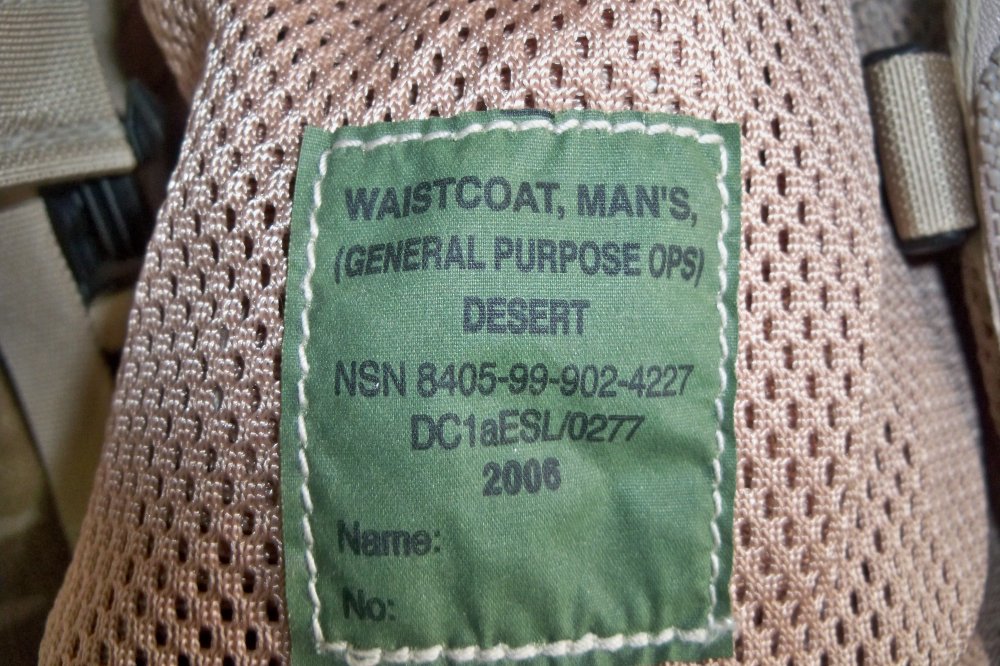 WAISTCOAT, MAN'S,
(GENERAL PURPOSE OPS)
DESERT
NSN 8405-99-902-4227
DC1aESL/0277
2006
Name:
No: